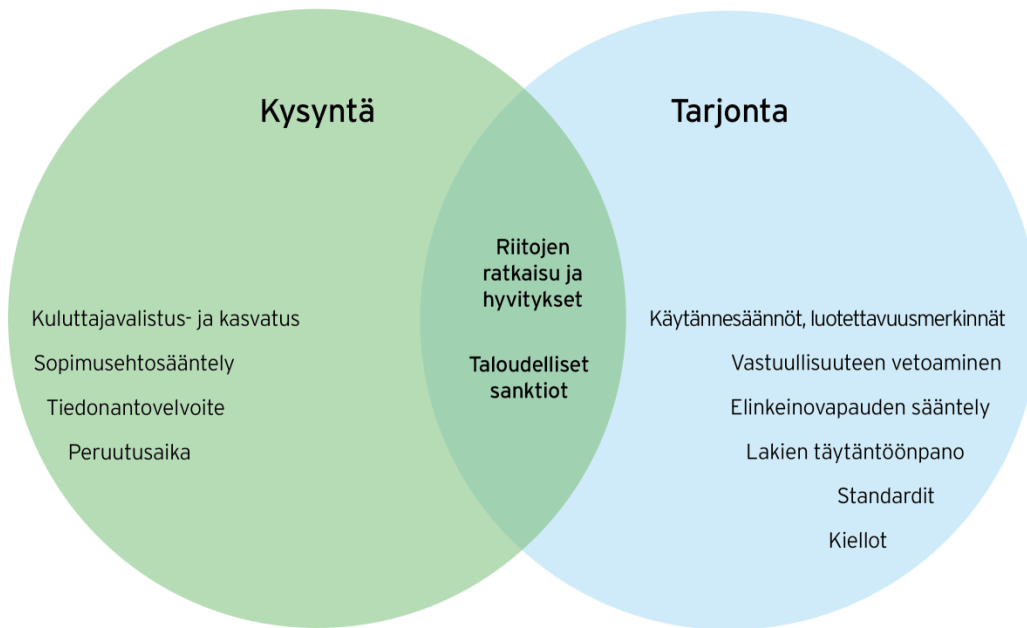 Kysyntä
Kuluttajavalistus- ja kasvatus
Sopimusehtosääntely
Tiedonantovelvoite
Peruutusaika
Riitojen
ratkaisu ja
hyvitykset
Taloudelliset
sanktiot
Tarjonta
Käytännesäännöt, luotettavuusmerkinnät
Vastuullisuuteen vetoaminen
Elinkeinovapauden sääntely
Lakien täytäntöönpano
Standardit
Kiellot